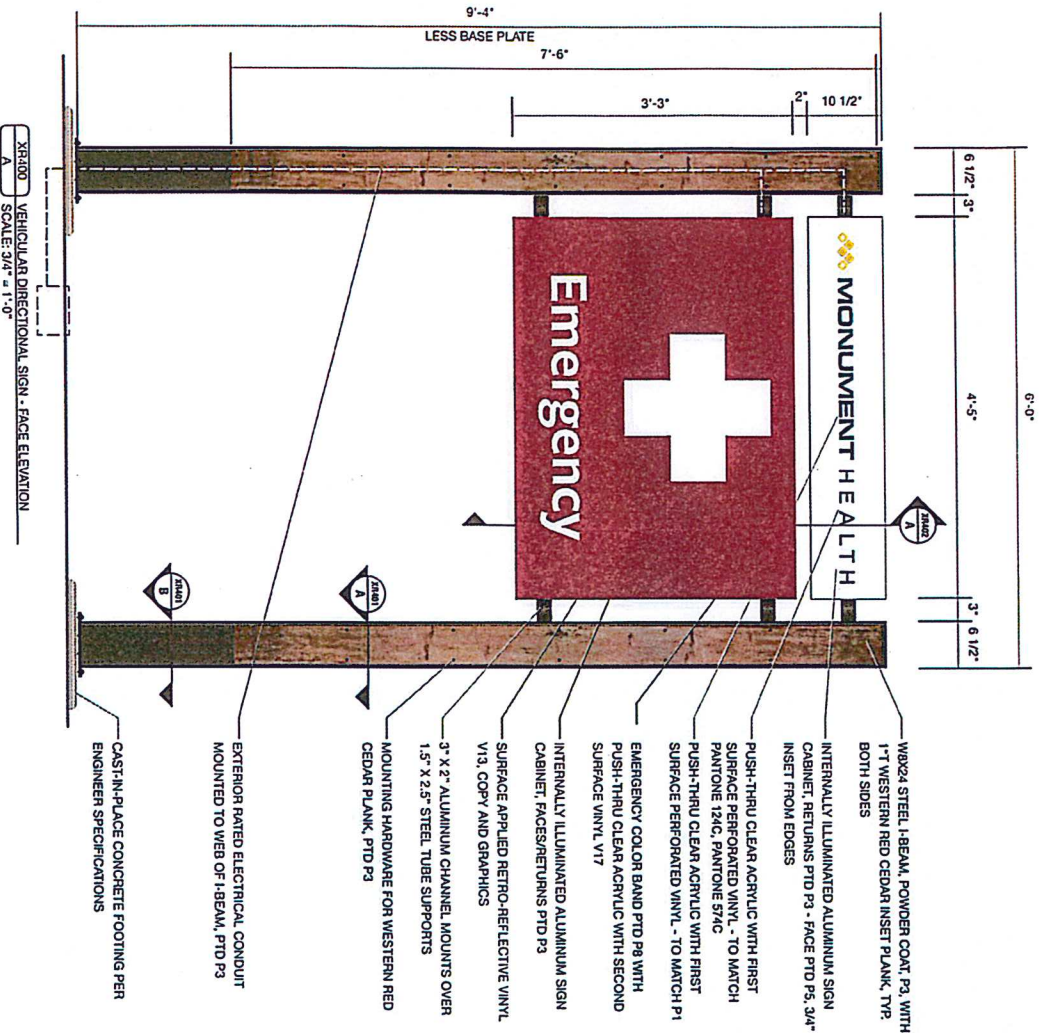 9'-4"
LESS BASE PLATE
7'-6"
3'-3"
2"
10 1/2"
6'-0"
6 1/2"
3"
4'-5"
3"
6 1/2"
MONUMENT HEALTH
Emergency
XR402
A
XR401
A
XR401
B
W8X24 STEEL I-BEAM, POWDER COAT, P3, WITH
1"T WESTERN RED CEDAR INSET PLANK, TYP.
BOTH SIDES
INTERNALLY ILLUMINATED ALUMINUM SIGN
CABINET, RETURNS PTD P3 - FACE PTD P5, 3/4"
INSET FROM EDGES
PUSH-THRU CLEAR ACRYLIC WITH FIRST
SURFACE PERFORATED VINYL - TO MATCH
PANTONE 124C, PANTONE 574C
PUSH-THRU CLEAR ACRYLIC WITH FIRST
SURFACE PERFORATED VINYL - TO MATCH P1
EMERGENCY COLOR BAND PTD P8 WITH
PUSH-THRU CLEAR ACRYLIC WITH SECOND
SURFACE VINYL V17
INTERNALLY ILLUMINATED ALUMINUM SIGN
CABINET, FACES/RETURNS PTD P3
SURFACE APPLIED RETRO-REFLECTIVE VINYL
V13, COPY AND GRAPHICS
3" X 2" ALUMINUM CHANNEL MOUNTS OVER
1.5" X 2.5" STEEL TUBE SUPPORTS
MOUNTING HARDWARE FOR WESTERN RED
CEDAR PLANK, PTD P3
EXTERIOR RATED ELECTRICAL CONDUIT
MOUNTED TO WEB OF I-BEAM, PTD P3
CAST-IN-PLACE CONCRETE FOOTING PER
ENGINEER SPECIFICATIONS
XR400 VEHICULAR DIRECTIONAL SIGN - FACE ELEVATION
A SCALE: 3/4" = 1'-0"